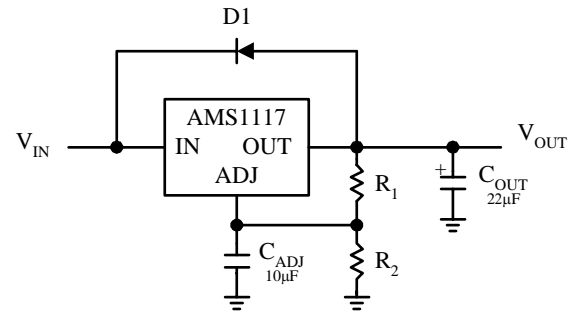 D1
AMS1117
V_IN IN OUT V_OUT
ADJ
+
R_1 C_OUT
22µF
C_ADJ R_2
10µF